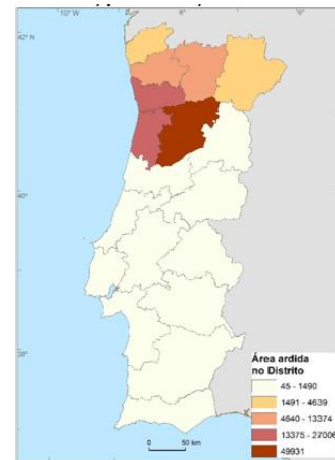 10° W
8°
6°
42° N
40°
38°
Área ardida
no Distrito
45 - 1490
1491 - 4639
4640 - 13374
13375 - 27006
49931
0 50 km